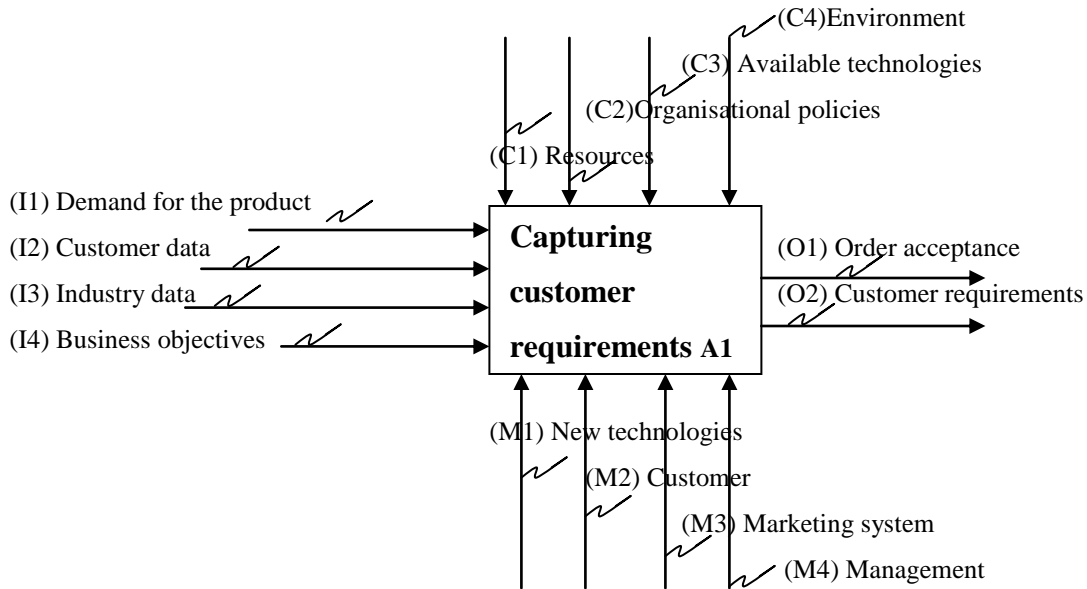 (C4)Environment
(C3) Available technologies
(C2)Organisational policies
(C1) Resources
(I1) Demand for the product
(I2) Customer data
(I3) Industry data
(I4) Business objectives
Capturing
customer
requirements A1
(O1) Order acceptance
(O2) Customer requirements
(M1) New technologies
(M2) Customer
(M3) Marketing system
(M4) Management